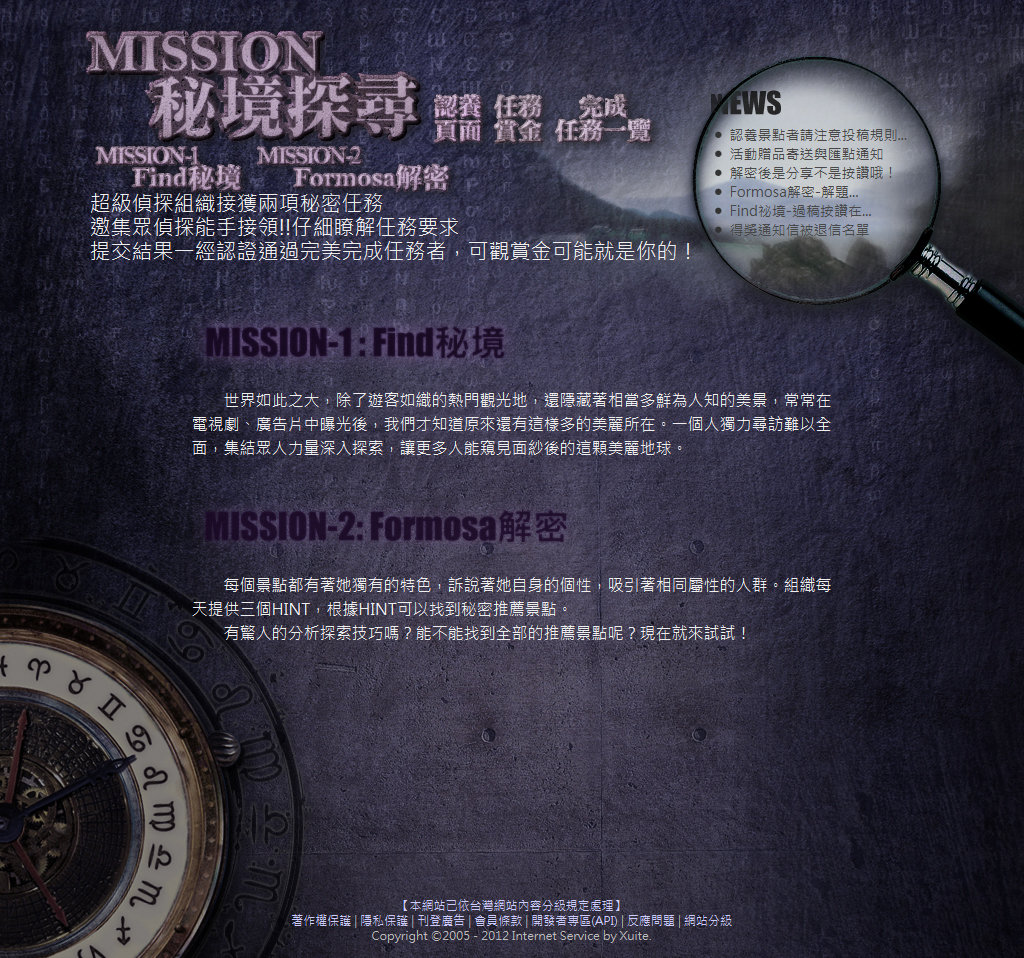 MISSION
秘境探尋
認養頁面
任務賞金
完成任務一覽
MISSION-1
Find秘境
MISSION-2
Formosa解密
超級偵探組織接獲兩項秘密任務
邀集眾偵探能手接領!!仔細瞭解任務要求
提交結果一經認證通過完美完成任務者，可觀賞金可能就是你的！
NEWS
認養景點者請注意投稿規則...
活動贈品寄送與匯點通知
解密後是分享不是按讚哦！
Formosa解密-解題...
Find祕境-過稿按讚在...
得獎通知信被退信名單
MISSION-1 : Find秘境
世界如此之大，除了遊客如織的熱門觀光地，還隱藏著相當多鮮為人知的美景，常常在
電視劇、廣告片中曝光後，我們才知道原來還有這樣多的美麗所在。一個人獨力尋訪難以全
面，集結眾人力量深入探索，讓更多人能窺見面紗後的這顆美麗地球。
MISSION-2: Formosa解密
每個景點都有著她獨有的特色，訴說著她自身的個性，吸引著相同屬性的人群。組織每
天提供三個HINT，根據HINT可以找到秘密推薦景點。
有驚人的分析探索技巧嗎？能不能找到全部的推薦景點呢？現在就來試試！
【本網站已依台灣網站內容分級規定處理】
著作權保護 | 隱私保護 | 刊登廣告 | 會員條款 | 開發者專區(API) | 反應問題 | 網站分級
Copyright ©2005 - 2012 Internet Service by Xuite.